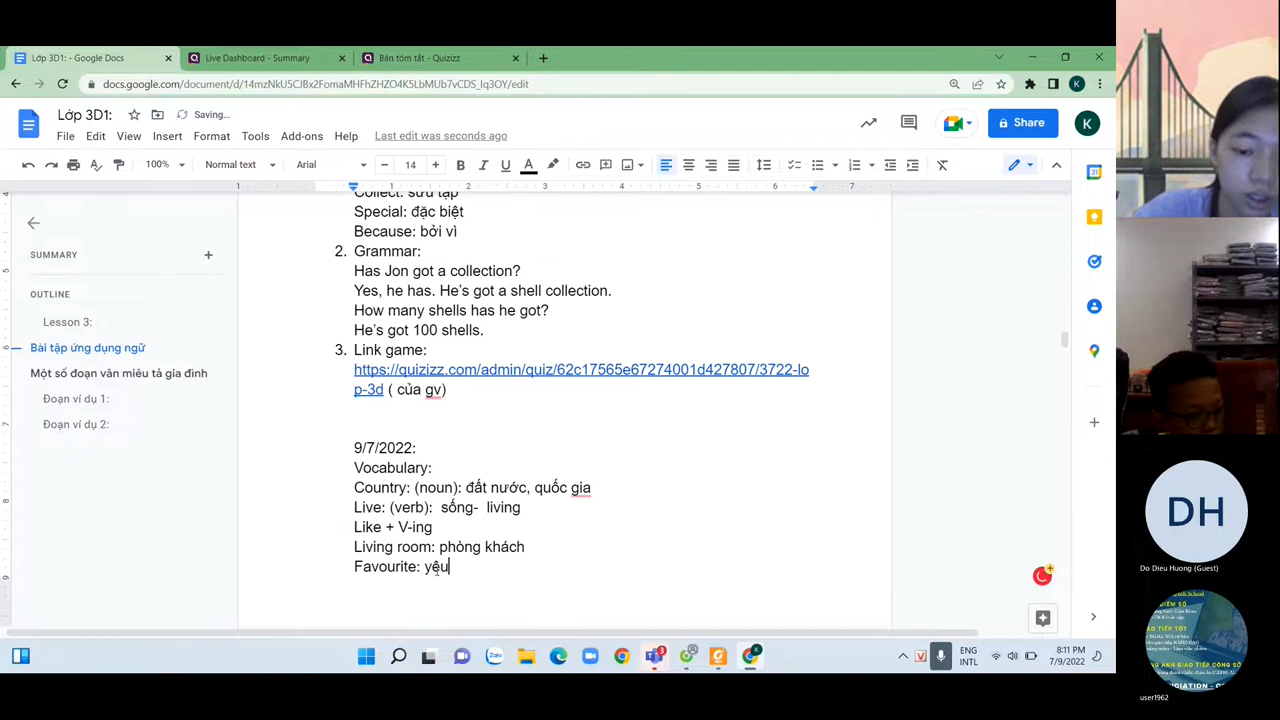 Lớp 3D1: - Google Docs
Live Dashboard - Summary
Bản tóm tắt - Quizizz
docs.google.com/document/d/14mzNkU5CJBx2FomaMHFhZHZO4K5LbMUb7vCDS_Iq3OY/edit
Lớp 3D1:
Saving...
File Edit View Insert Format Tools Add-ons Help Last edit was seconds ago
Share
K
100% Normal text Arial 14
Collect: sưu tập
Special: đặc biệt
Because: bởi vì
2. Grammar:
Has Jon got a collection?
Yes, he has. He's got a shell collection.
How many shells has he got?
He's got 100 shells.
3. Link game:
https://quizizz.com/admin/quiz/62c17565e67274001d427807/3722-lo
p-3d ( của gv)
9/7/2022:
Vocabulary:
Country: (noun): đất nước, quốc gia
Live: (verb): sống- living
Like + V-ing
Living room: phòng khách
Favourite: yêu
SUMMARY
OUTLINE
Lesson 3:
Bài tập ứng dụng ngữ
Một số đoạn văn miêu tả gia đình
Đoạn ví dụ 1:
Đoạn ví dụ 2:
ENG
INTL
8:11 PM
7/9/2022
DH
Do Dieu Huong (Guest)
user1962